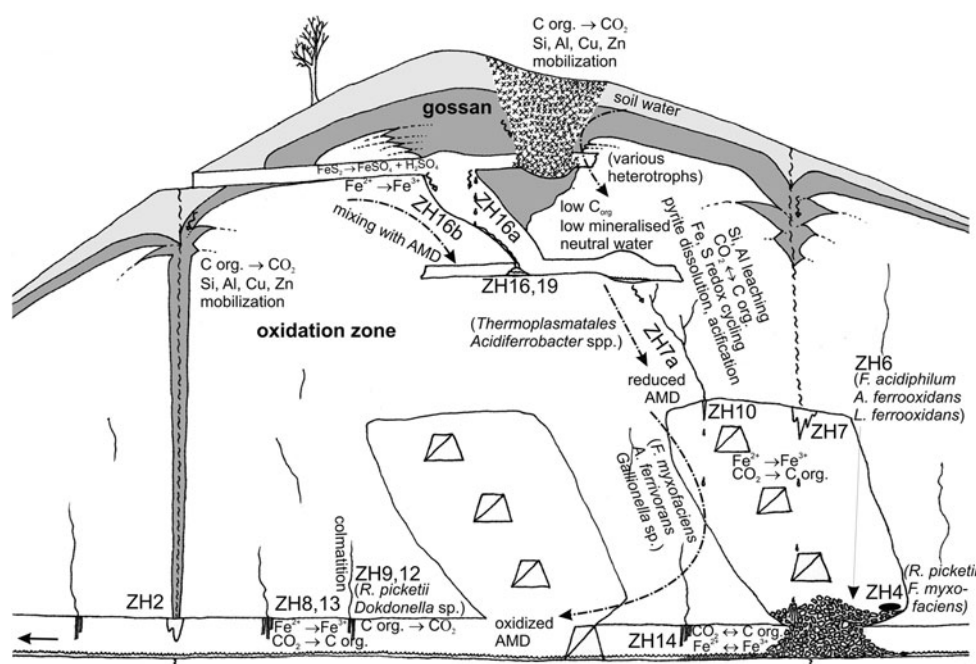 C org. → CO₂
Si, Al, Cu, Zn
mobilization
gossan
soil water
FeS₂→FeSO₄ + H₂SO₄
Fe²⁺ →Fe³⁺
mixing with AMD
ZH16b
ZH16a
(various
heterotrophs)
low C org
low mineralised
neutral water
Si, Al leaching
CO₂ ↔ C org.
Fe, S redox cycling
pyrite dissolution, acification
C org. → CO₂
Si, Al, Cu, Zn
mobilization
ZH16,19
oxidation zone
(Thermoplasmatales
Acidiferrobacter spp.)
ZH7a
reduced
AMD
ZH6
(F. acidiphilum
A. ferrooxidans
L. ferrooxidans)
ZH10
ZH7
Fe²⁺ →Fe³⁺
CO₂ → C org.
(F. myxofaciens
A. ferrivorans
Gallionella sp.)
colmatition
ZH9,12
(R. picketii
Dokdonella sp.)
ZH2
ZH8,13
Fe²⁺ →Fe³⁺
CO₂ → C org.
C org. → CO₂
oxidized
AMD
ZH14
CO₂ ↔ C org.
Fe²⁺ ↔ Fe³⁺
ZH4
(R. picketii
F. myxo-
faciens)